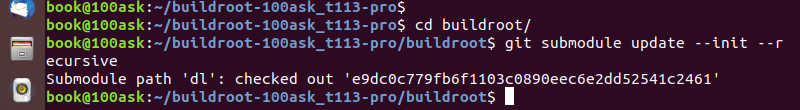 book@100ask:~/buildroot-100ask_t113-pro$
book@100ask:~/buildroot-100ask_t113-pro$ cd buildroot/
book@100ask:~/buildroot-100ask_t113-pro/buildroot$ git submodule update --init --r
ecursive
Submodule path 'dl': checked out 'e9dc0c779fb6f1103c0890eec6e2dd52541c2461'
book@100ask:~/buildroot-100ask_t113-pro/buildroot$